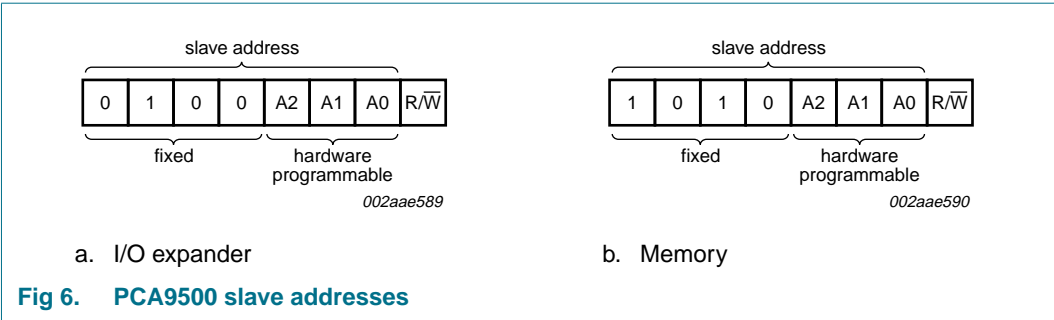 slave address
0 1 0 0 A2 A1 A0 R/W̅
fixed
hardware
programmable
002aae589
a. I/O expander
slave address
1 0 1 0 A2 A1 A0 R/W̅
fixed
hardware
programmable
002aae590
b. Memory
Fig 6. PCA9500 slave addresses